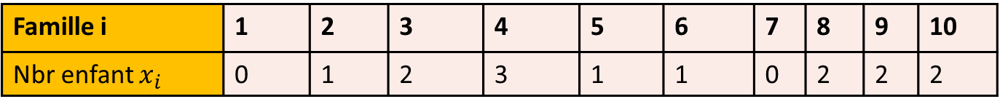 Famille i 1 2 3 4 5 6 7 8 9 10
Nbr enfant xᵢ 0 1 2 3 1 1 0 2 2 2